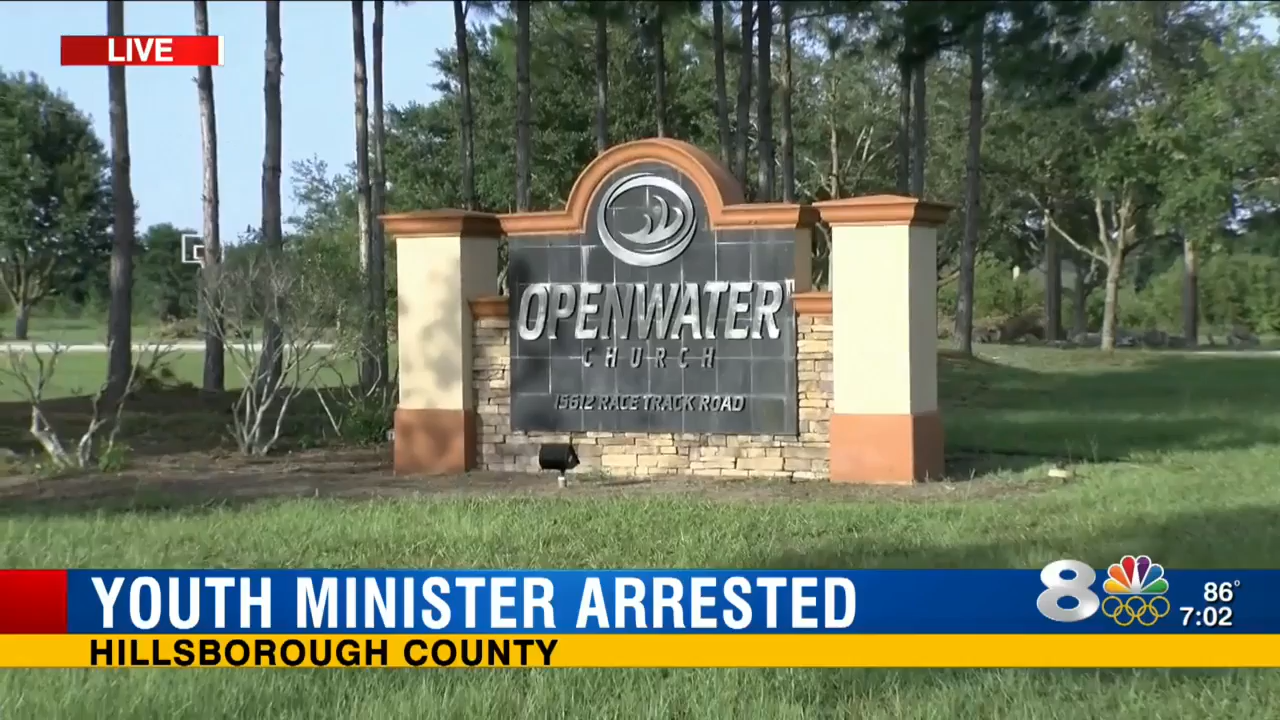 LIVE
OPENWATER
CHURCH
15612 RACE TRACK ROAD
YOUTH MINISTER ARRESTED
HILLSBOROUGH COUNTY
8
86°
7:02